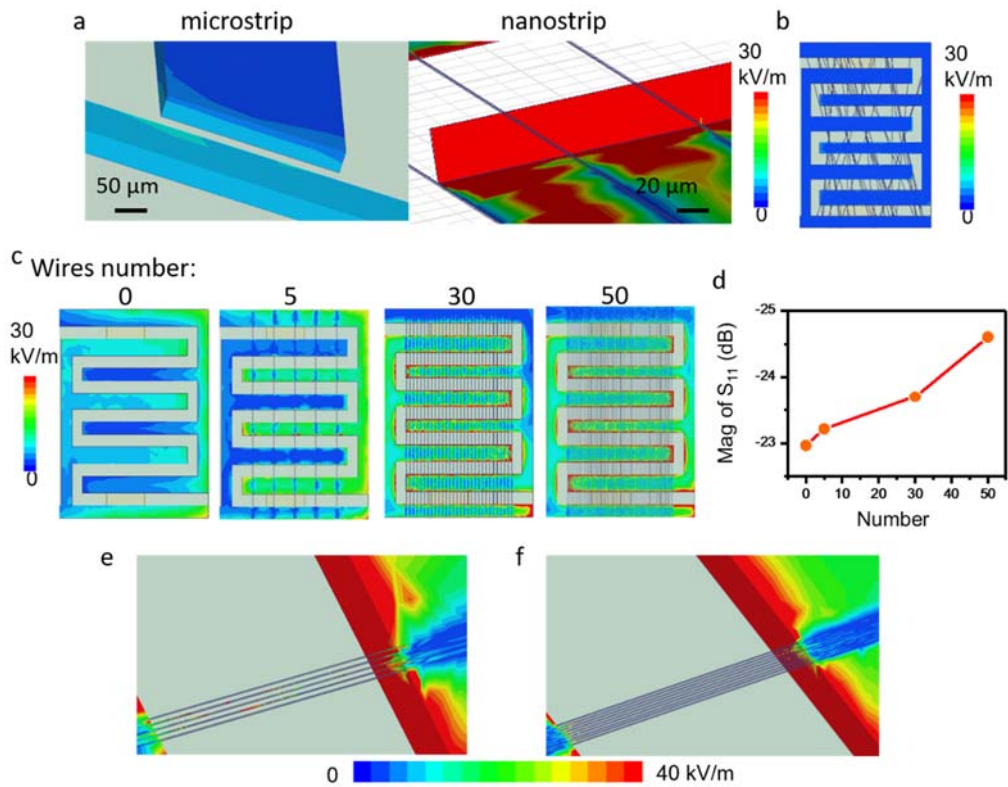 a
microstrip
nanostrip
b
30
kV/m
0
30
kV/m
0
50 µm
20 µm
c
Wires number:
0
5
30
50
30
kV/m
0
d
-25
-24
-23
Mag of S11 (dB)
0
10
20
30
40
50
Number
e
f
0
40 kV/m